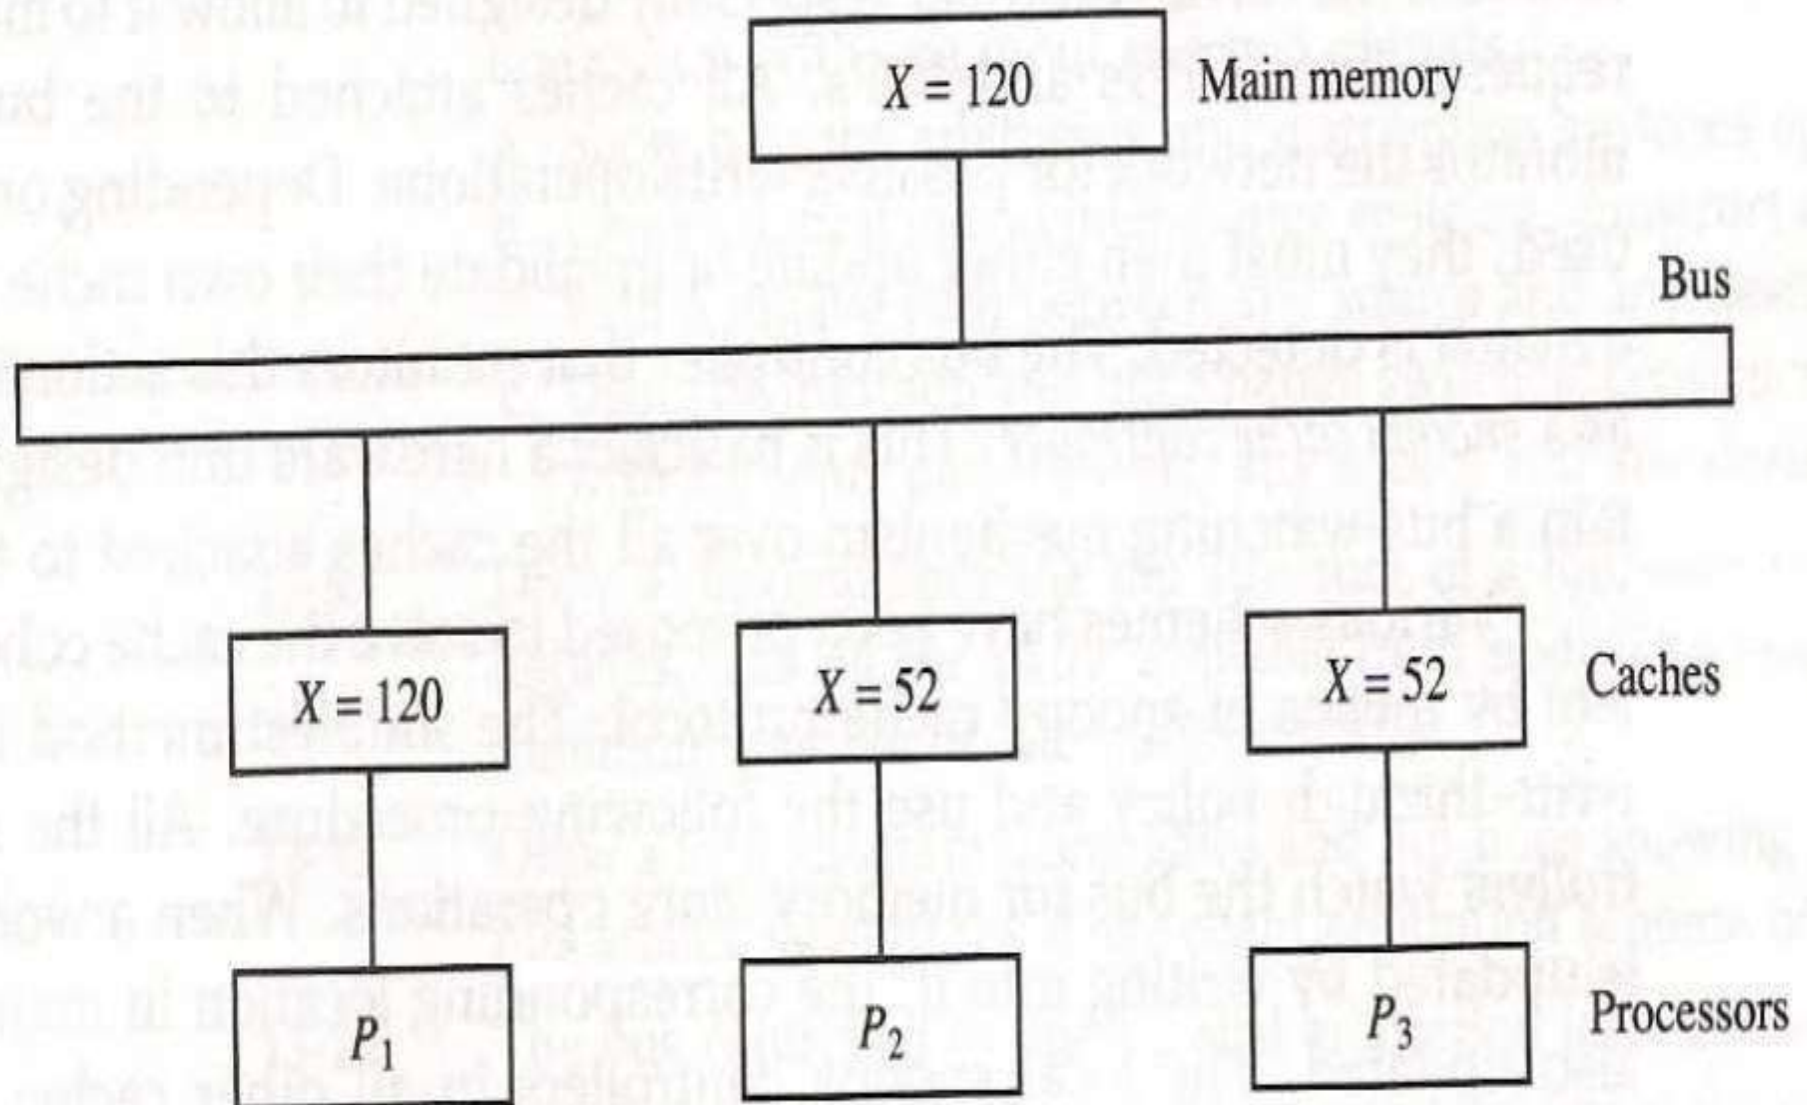 X = 120
Main memory
Bus
X = 120
X = 52
X = 52
Caches
P₁
P₂
P₃
Processors